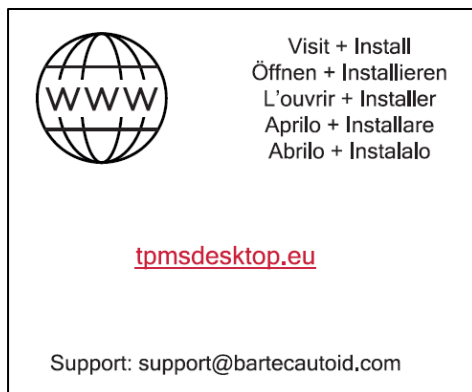 WWW
Visit + Install
Öffnen + Installieren
L'ouvrir + Installer
Aprilo + Installare
Abrilo + Instalalo
tpmsdesktop.eu
Support: support@bartecautoid.com